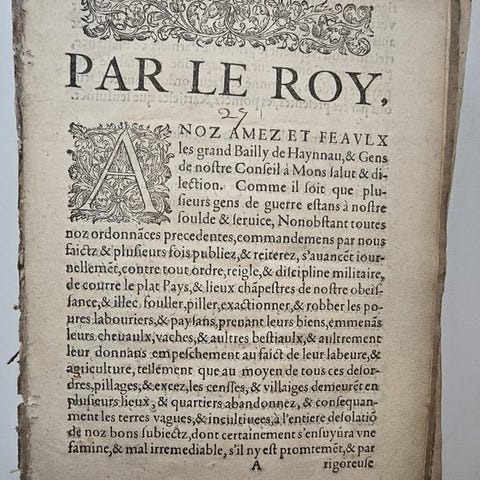 PAR LE ROY,
27
A NOZ AMEZ ET FEAVLX
les grand Bailly de Haynnau, & Gens
de nostre Conseil à Mons salut & di-
lection. Comme il soit que plu-
sieurs gens de guerre estans à nostre
soulde & seruice, Nonobstant toutes
noz ordonnãces precedentes, commandemens par nous
faictz & plusieurs fois publiez, & reiterez, s'auancẽt iour-
nellemẽt, contre tout ordre, reigle, & discipline militaire,
de courre le plat Pays, & lieux chãpestres de nostre obeis-
sance, & illec fouller, piller, exactionner, & robber les po-
ures labouriers, & paysans, prenant leurs biens, emmenãs
leurs cheuaulx, vaches, & aultres bestiaulx, & aultrement
leur donnans empeschement au faict de leur labeure, &
agriculture, tellement que au moyen de tous ces desor-
dres, pillages, & excez, les censses, & villaiges demeurẽt en
plusieurs lieux, & quartiers abandonnez, & consequan-
ment les terres vagues, & incultiuees, à l'entiere desolatiõ
de noz bons subiectz, dont certainement s'ensuyura vne
famine, & mal irremediable, s'il ny est promtemẽt, & par
A rigoreuse